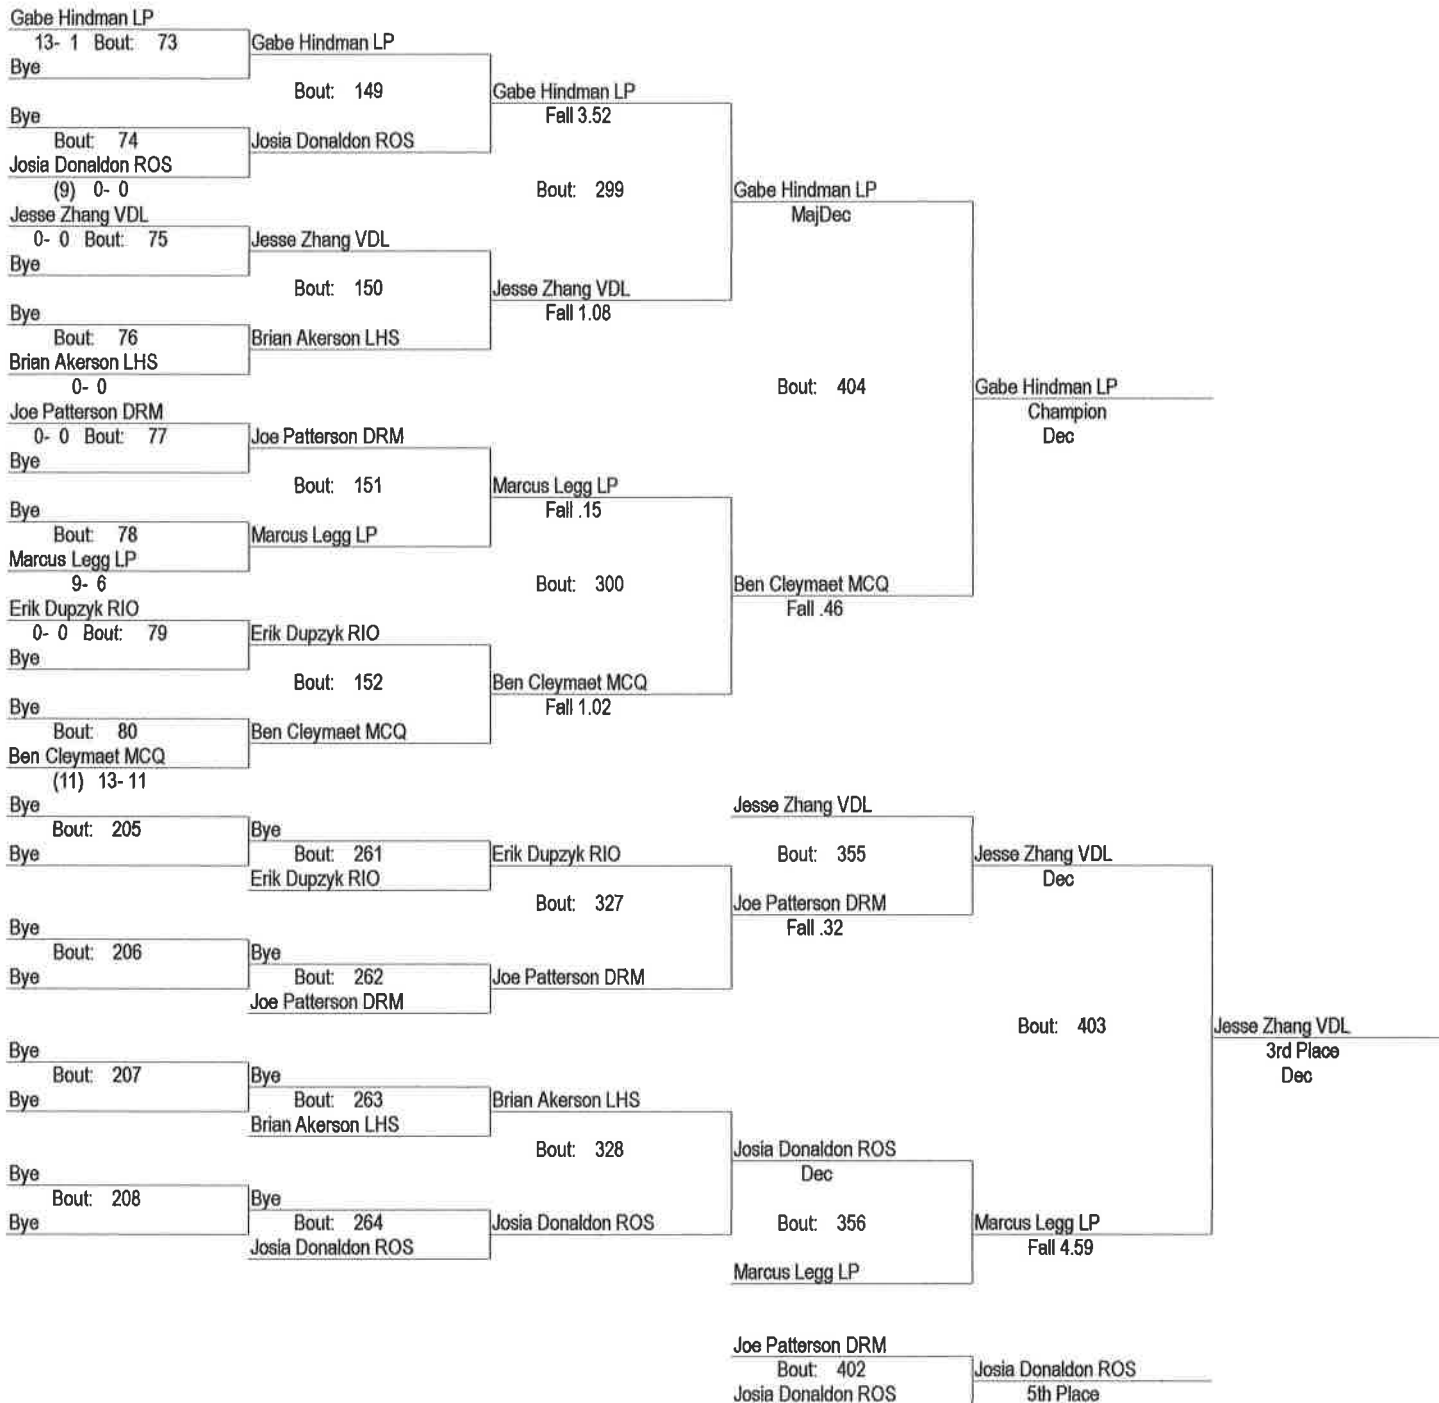 Gabe Hindman LP
13- 1 Bout: 73
Bye
Gabe Hindman LP
Bout: 149
Bye
Bout: 74
Josia Donaldon ROS
(9) 0- 0
Josia Donaldon ROS
Gabe Hindman LP
Fall 3.52
Bout: 299
Jesse Zhang VDL
0- 0 Bout: 75
Bye
Jesse Zhang VDL
Bout: 150
Bye
Bout: 76
Brian Akerson LHS
0- 0
Brian Akerson LHS
Jesse Zhang VDL
Fall 1.08
Gabe Hindman LP
MajDec
Bout: 404
Gabe Hindman LP
Champion
Dec
Joe Patterson DRM
0- 0 Bout: 77
Bye
Joe Patterson DRM
Bout: 151
Bye
Bout: 78
Marcus Legg LP
9- 6
Marcus Legg LP
Marcus Legg LP
Fall .15
Bout: 300
Erik Dupzyk RIO
0- 0 Bout: 79
Bye
Erik Dupzyk RIO
Bout: 152
Bye
Bout: 80
Ben Cleymaet MCQ
(11) 13- 11
Ben Cleymaet MCQ
Ben Cleymaet MCQ
Fall 1.02
Ben Cleymaet MCQ
Fall .46
Bye
Bout: 205
Bye
Bye
Bout: 261
Erik Dupzyk RIO
Erik Dupzyk RIO
Bout: 327
Bye
Bout: 206
Bye
Bye
Bout: 262
Joe Patterson DRM
Joe Patterson DRM
Jesse Zhang VDL
Bout: 355
Joe Patterson DRM
Fall .32
Jesse Zhang VDL
Dec
Bout: 403
Jesse Zhang VDL
3rd Place
Dec
Bye
Bout: 207
Bye
Bye
Bout: 263
Brian Akerson LHS
Brian Akerson LHS
Bout: 328
Bye
Bout: 208
Bye
Bye
Bout: 264
Josia Donaldon ROS
Josia Donaldon ROS
Josia Donaldon ROS
Dec
Bout: 356
Marcus Legg LP
Marcus Legg LP
Fall 4.59
Joe Patterson DRM
Bout: 402
Josia Donaldon ROS
Josia Donaldon ROS
5th Place